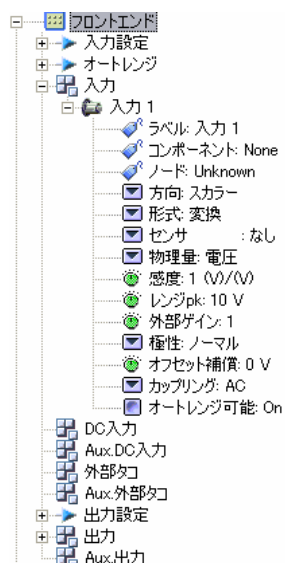 フロントエンド
入力設定
オートレンジ
入力
入力 1
ラベル: 入力 1
コンポーネント: None
ノード: Unknown
方向: スカラー
形式: 変換
センサ : なし
物理量: 電圧
感度: 1 (V)/(V)
レンジpk: 10 V
外部ゲイン: 1
極性: ノーマル
オフセット補償: 0 V
カップリング: AC
オートレンジ可能: On
DC入力
Aux.DC入力
外部タコ
Aux.外部タコ
出力設定
出力
Aux.出力